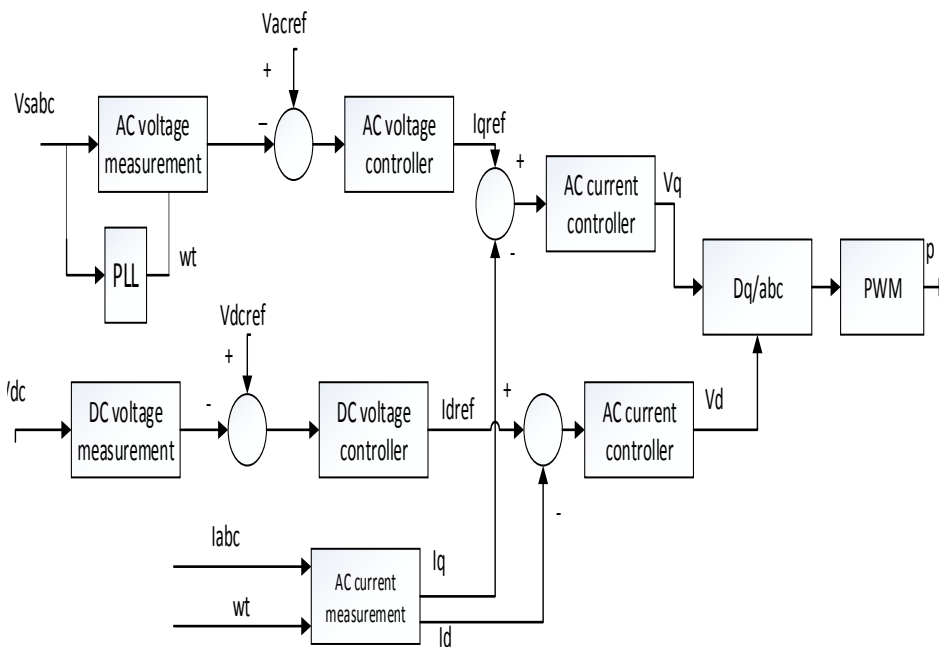 Vacref
+
Vsabc
AC voltage
measurement
–
AC voltage
controller
Iqref
+
-
AC current
controller
Vq
PLL
wt
Dq/abc
PWM
p
Vdcref
+
Vdc
DC voltage
measurement
-
DC voltage
controller
Idref
+
-
AC current
controller
Vd
Iabc
wt
AC current
measurement
Iq
Id